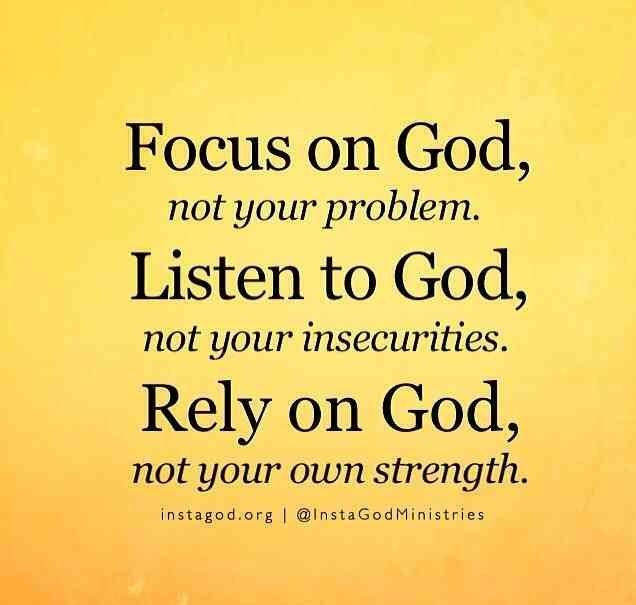 Focus on God,
not your problem.
Listen to God,
not your insecurities.
Rely on God,
not your own strength.
instagod.org | @InstaGodMinistries